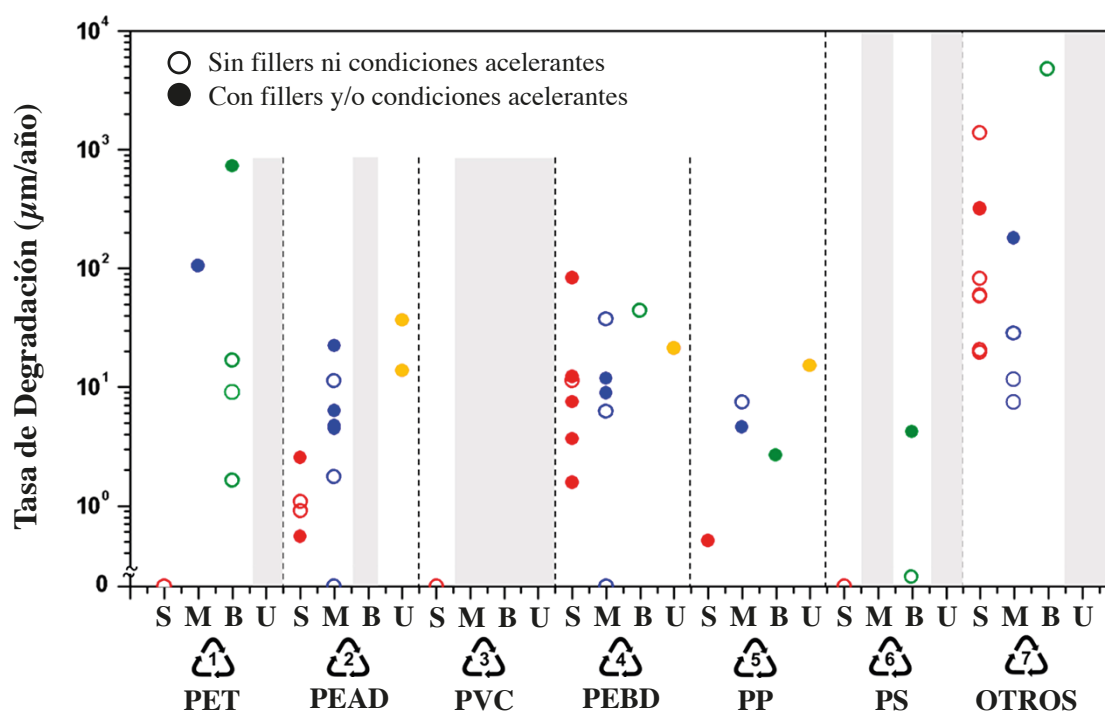 Sin fillers ni condiciones acelerantes
Con fillers y/o condiciones acelerantes
Tasa de Degradación (μm/año)
10⁴
10³
10²
10¹
10⁰
0
S M B U S M B U S M B U S M B U S M B U S M B U S M B U
1 2 3 4 5 6 7
PET PEAD PVC PEBD PP PS OTROS